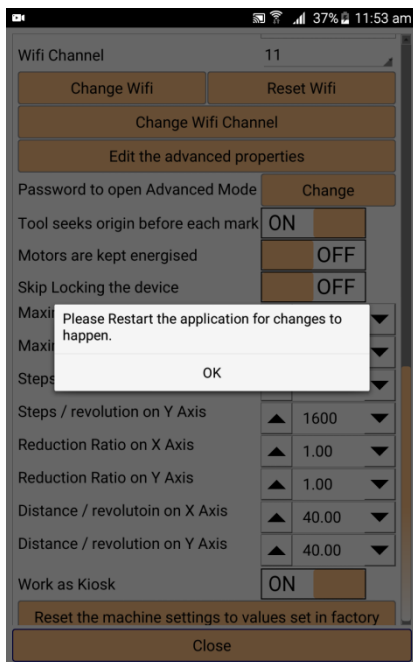 37% 11:53 am
Wifi Channel 11
Change Wifi Reset Wifi
Change Wifi Channel
Edit the advanced properties
Password to open Advanced Mode Change
Tool seeks origin before each mark ON
Motors are kept energised OFF
Skip Locking the device OFF
Please Restart the application for changes to
happen.
OK
Steps / revolution on Y Axis 1600
Reduction Ratio on X Axis 1.00
Reduction Ratio on Y Axis 1.00
Distance / revolutoin on X Axis 40.00
Distance / revolution on Y Axis 40.00
Work as Kiosk ON
Reset the machine settings to values set in factory
Close